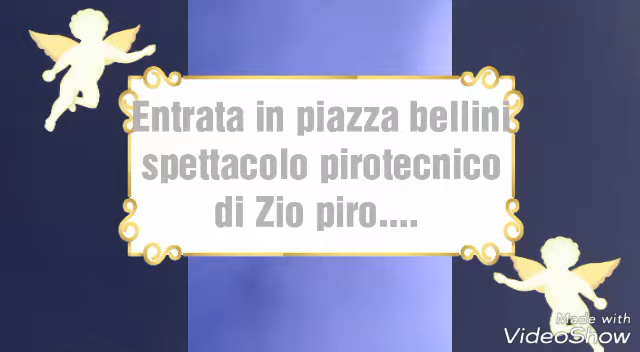 Entrata in piazza bellini
spettacolo pirotecnico
di Zio piro....
Made with
VideoShow